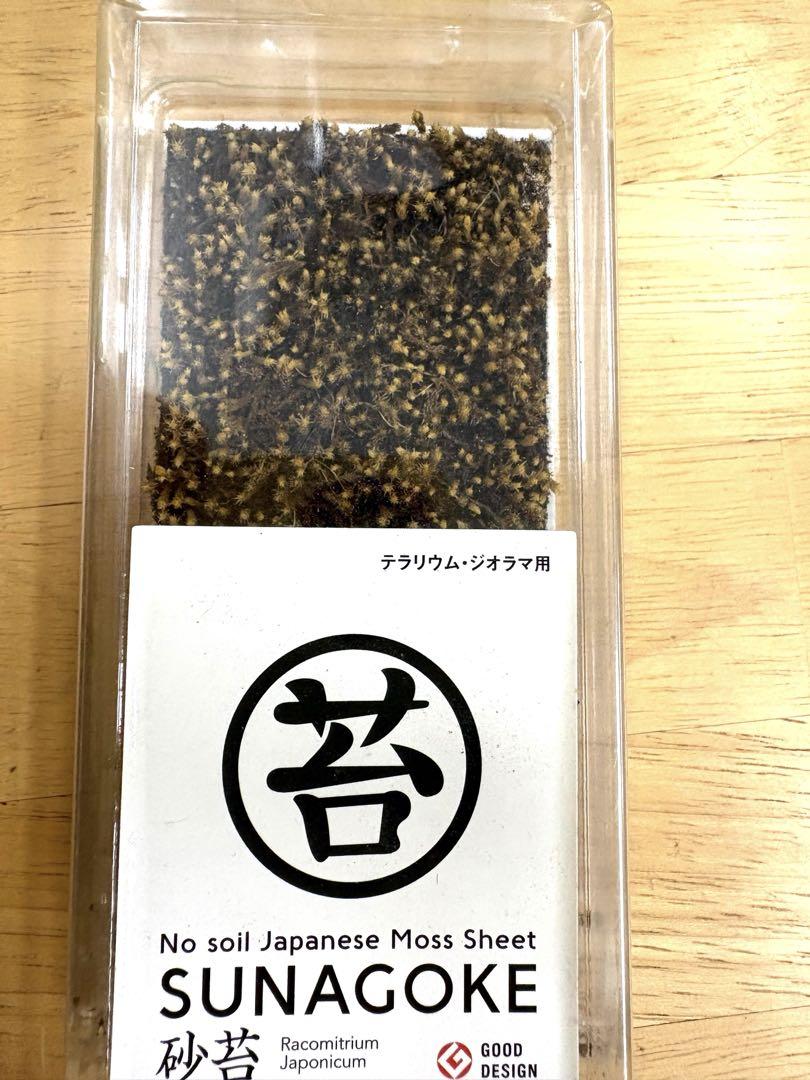 テラリウム・ジオラマ用
苔
No soil Japanese Moss Sheet
SUNAGOKE
砂苔
Racomitrium
Japonicum
GOOD
DESIGN